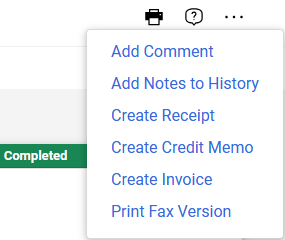 Add Comment
Add Notes to History
Create Receipt
Create Credit Memo
Completed
Create Invoice
Print Fax Version